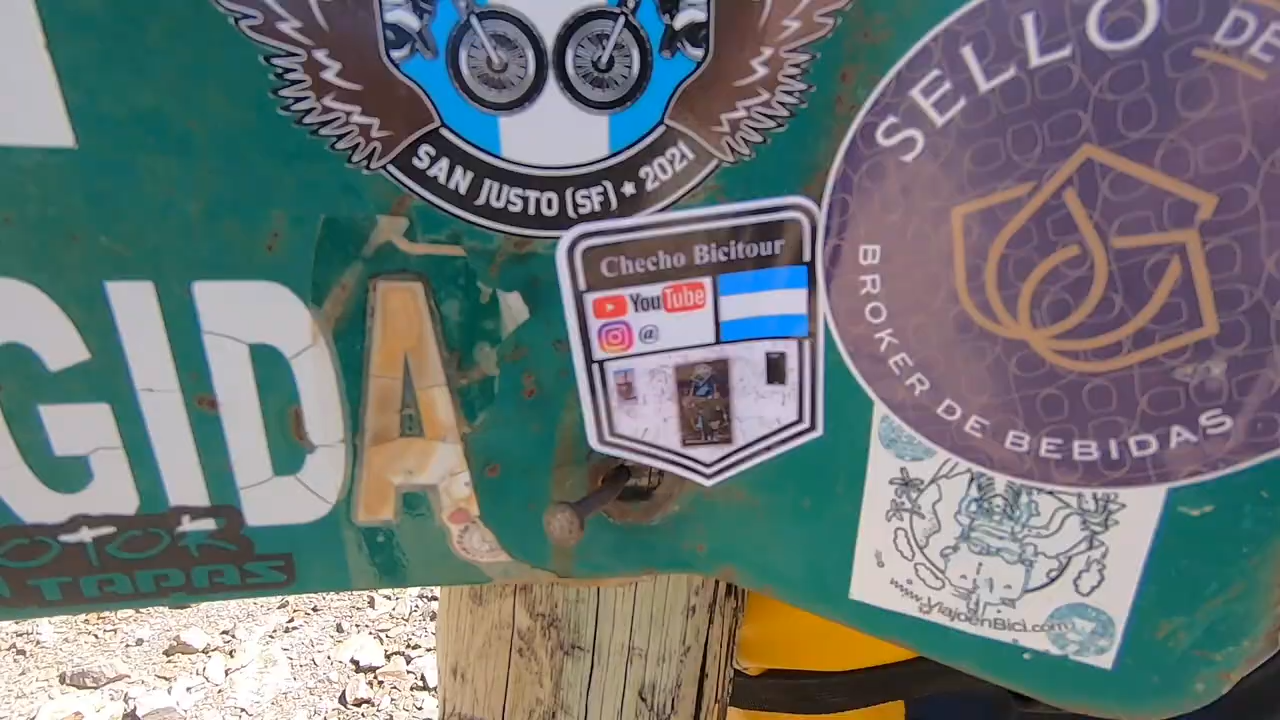 SAN JUSTO (SF) ★ 2021
SELLO DE
Checho Bicitour
YouTube
@
BROKER DE BEBIDAS
GIDA
OTOR
TAPAS
www.ViajoenBici.com